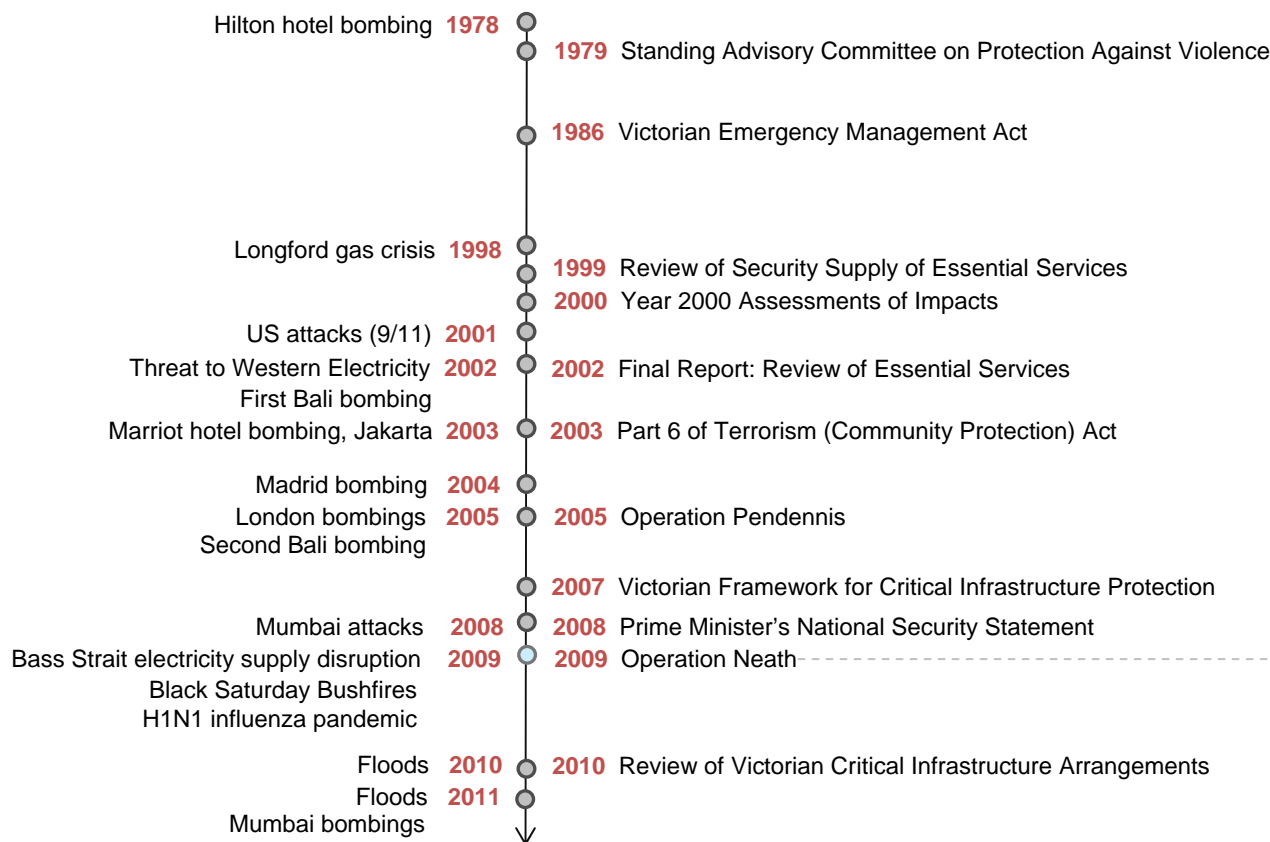 Hilton hotel bombing 1978
1979 Standing Advisory Committee on Protection Against Violence
1986 Victorian Emergency Management Act
Longford gas crisis 1998
1999 Review of Security Supply of Essential Services
2000 Year 2000 Assessments of Impacts
US attacks (9/11) 2001
Threat to Western Electricity 2002 2002 Final Report: Review of Essential Services
First Bali bombing
Marriot hotel bombing, Jakarta 2003 2003 Part 6 of Terrorism (Community Protection) Act
Madrid bombing 2004
London bombings 2005 2005 Operation Pendennis
Second Bali bombing
2007 Victorian Framework for Critical Infrastructure Protection
Mumbai attacks 2008 2008 Prime Minister’s National Security Statement
Bass Strait electricity supply disruption 2009 2009 Operation Neath
Black Saturday Bushfires
H1N1 influenza pandemic
Floods 2010 2010 Review of Victorian Critical Infrastructure Arrangements
Floods 2011
Mumbai bombings